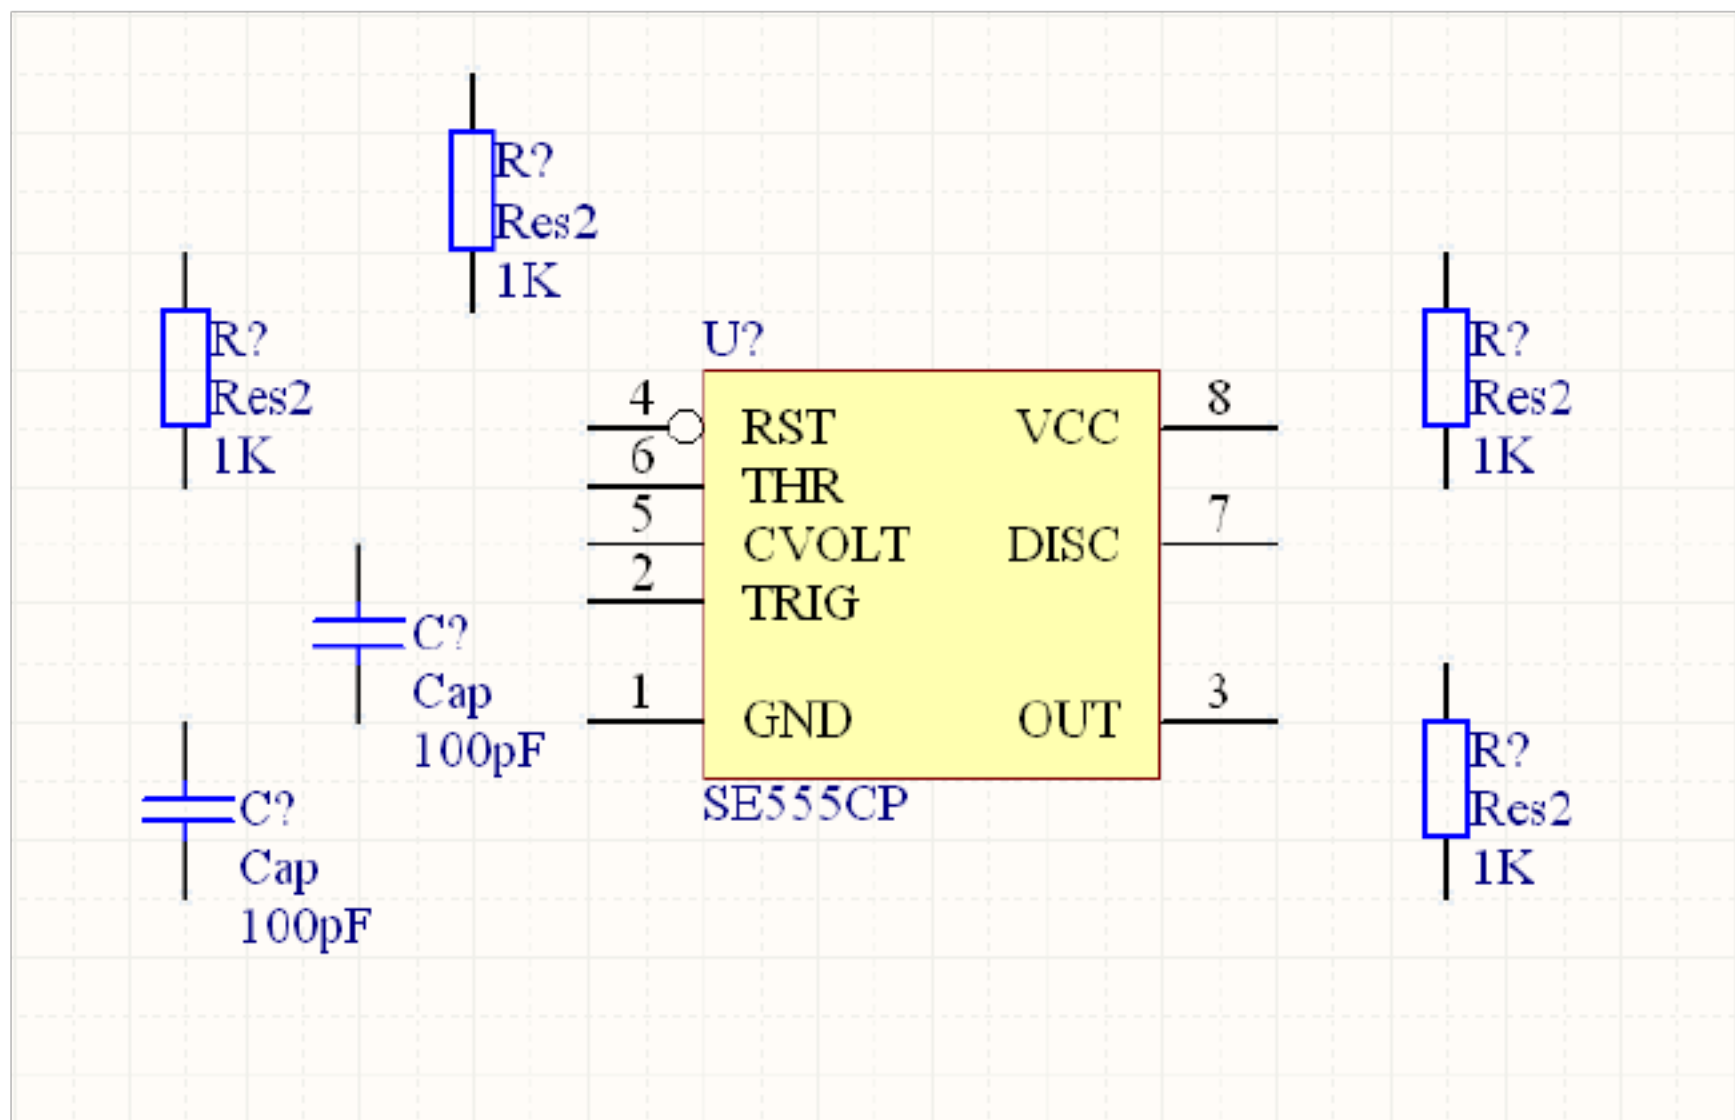 R?
Res2
1K
R?
Res2
1K
U?
4
RST
6
THR
5
CVOLT
2
TRIG
1
GND
VCC
8
DISC
7
OUT
3
SE555CP
R?
Res2
1K
C?
Cap
100pF
C?
Cap
100pF
R?
Res2
1K